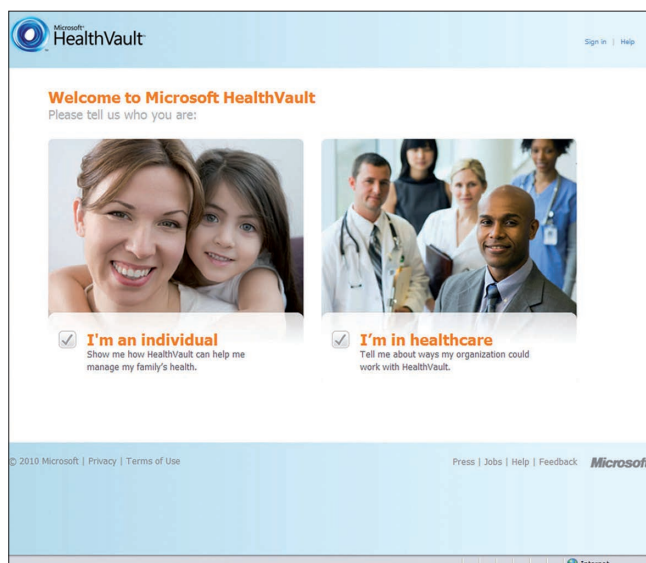 Microsoft®
HealthVault™
Sign in | Help
Welcome to Microsoft HealthVault
Please tell us who you are:
I'm an individual
Show me how HealthVault can help me
manage my family's health.
I'm in healthcare
Tell me about ways my organization could
work with HealthVault.
© 2010 Microsoft | Privacy | Terms of Use
Press | Jobs | Help | Feedback Microsoft
Internet